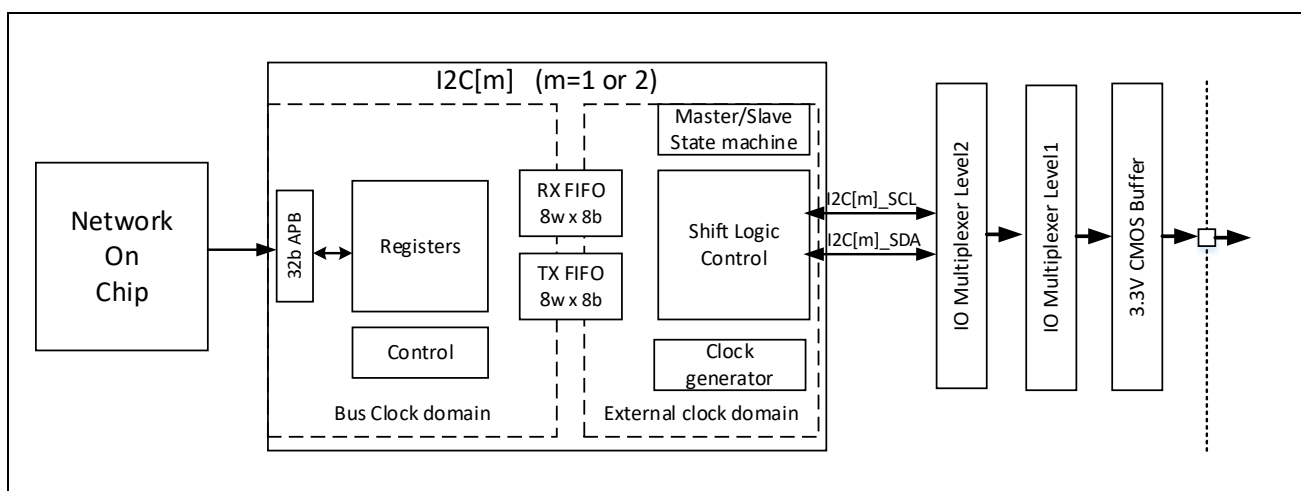 I2C[m] (m=1 or 2)
Network
On
Chip
32b APB
Registers
Control
Bus Clock domain
RX FIFO
8w x 8b
TX FIFO
8w x 8b
Master/Slave
State machine
Shift Logic
Control
Clock
generator
External clock domain
I2C[m]_SCL
I2C[m]_SDA
IO Multiplexer Level2
IO Multiplexer Level1
3.3V CMOS Buffer